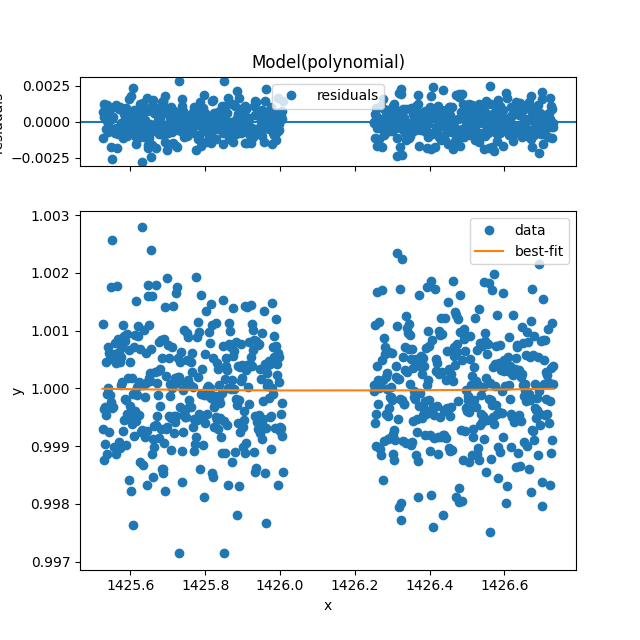 Model(polynomial)
0.0025
0.0000
−0.0025
residuals
residuals
1.003
1.002
1.001
1.000
0.999
0.998
0.997
y
data
best-fit
1425.6 1425.8 1426.0 1426.2 1426.4 1426.6
x